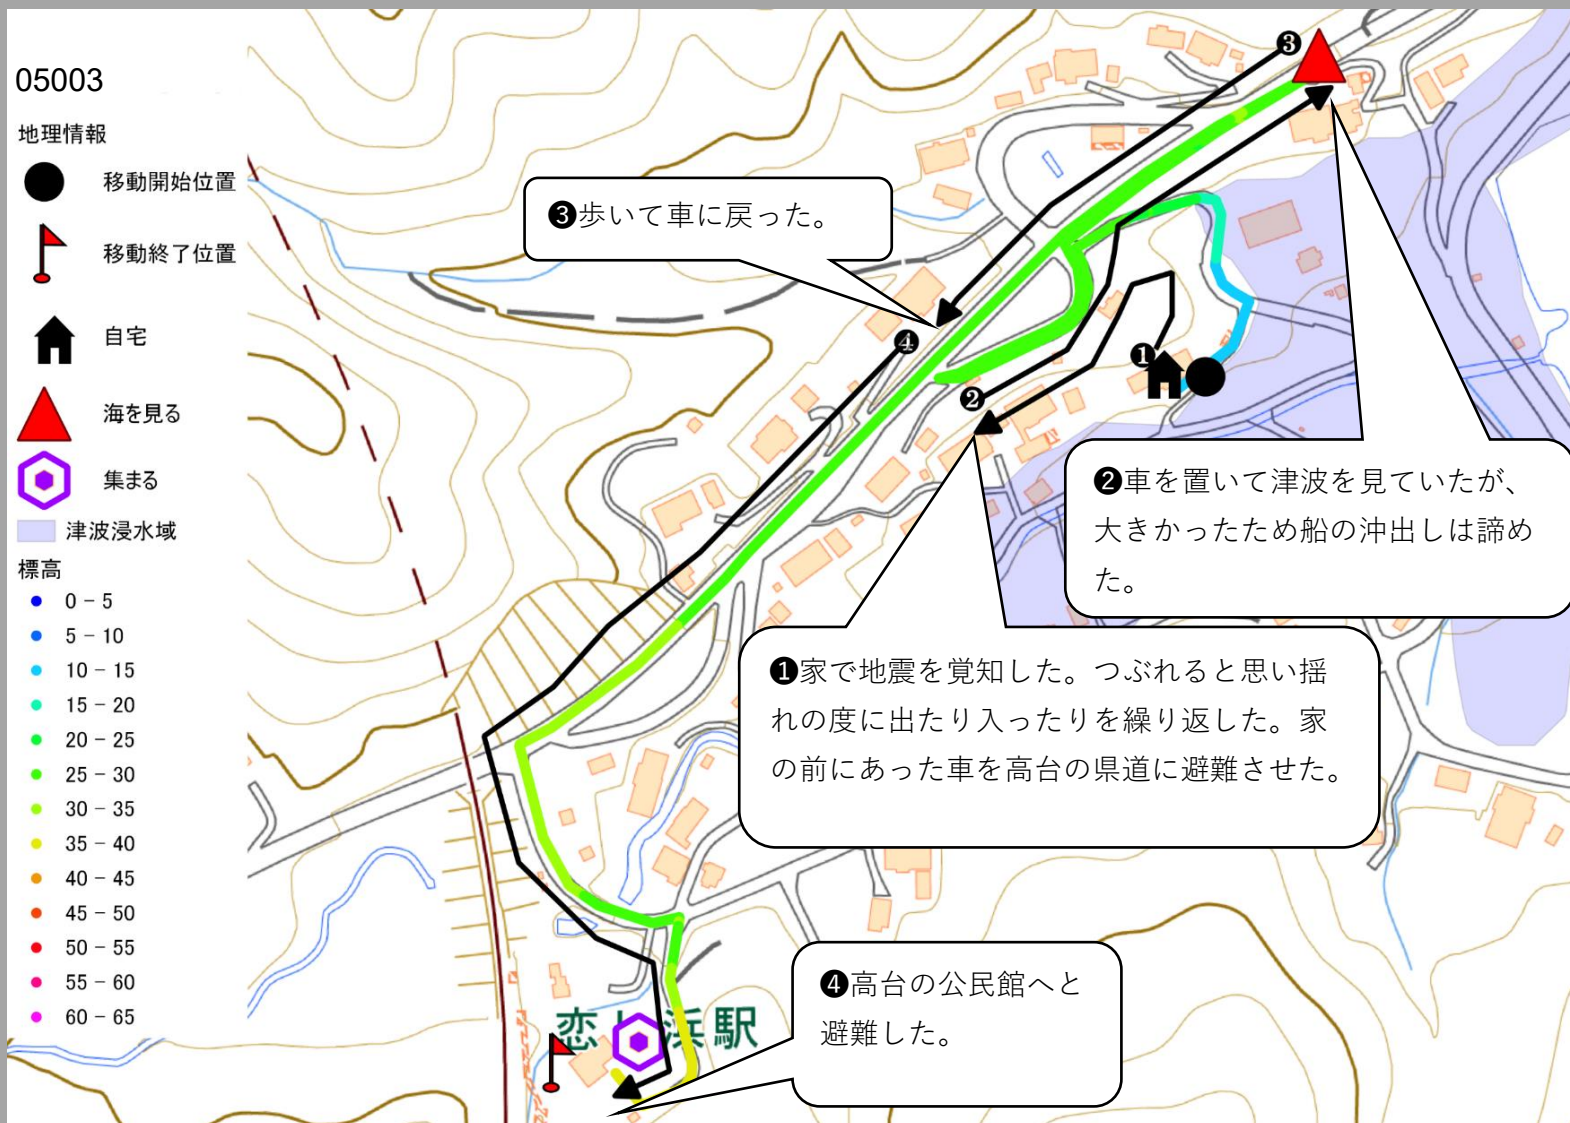 05003
地理情報
移動開始位置
移動終了位置
自宅
海を見る
集まる
津波浸水域
標高
0 - 5
5 - 10
10 - 15
15 - 20
20 - 25
25 - 30
30 - 35
35 - 40
40 - 45
45 - 50
50 - 55
55 - 60
60 - 65
❸
❸歩いて車に戻った。
❹
❶
❷
❷車を置いて津波を見ていたが、
大きかったため船の沖出しは諦め
た。
❶家で地震を覚知した。つぶれると思い揺
れの度に出たり入ったりを繰り返した。家
の前にあった車を高台の県道に避難させた。
❹高台の公民館へと
避難した。
恋し浜駅